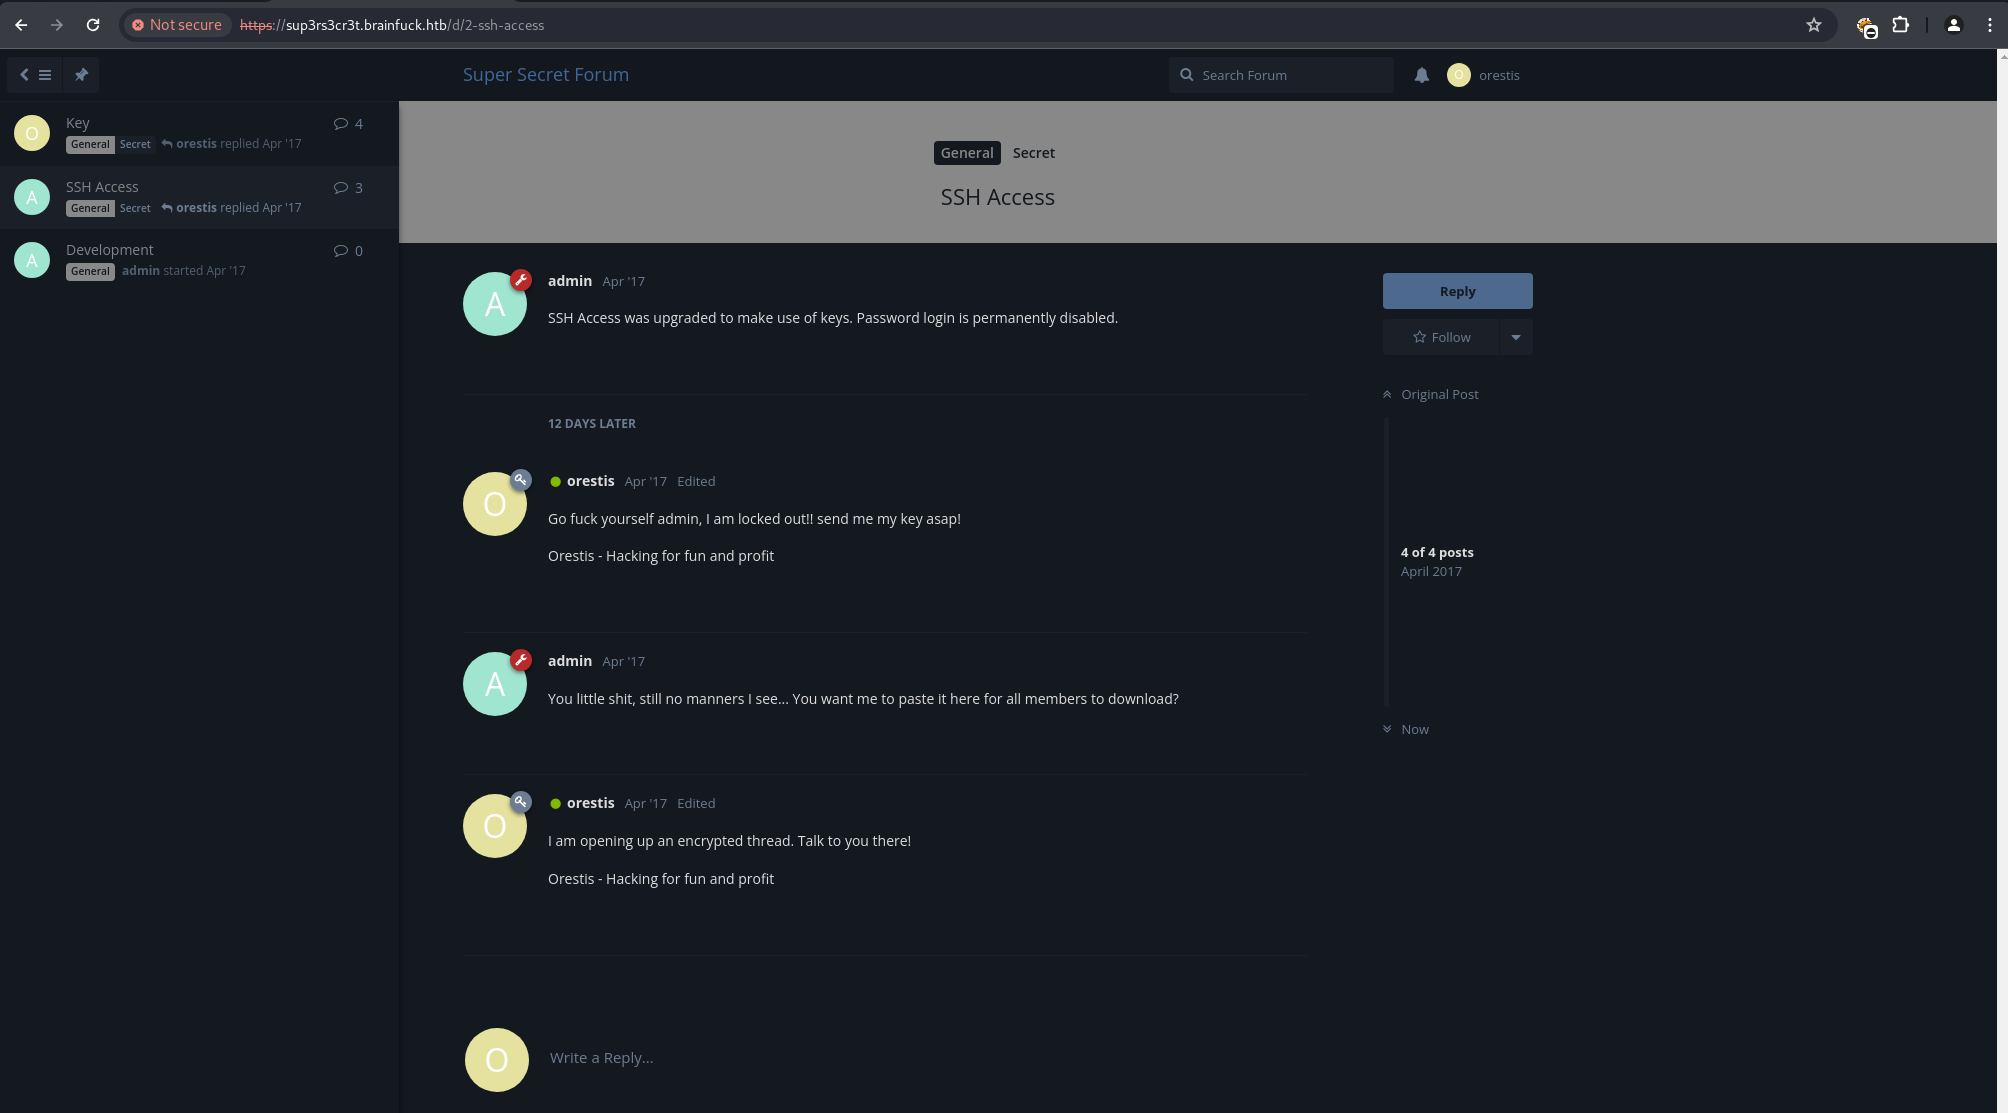 Not secure https://sup3rs3cr3t.brainfuck.htb/d/2-ssh-access
Super Secret Forum
Search Forum
O orestis
O Key 4
General Secret orestis replied Apr '17
A SSH Access 3
General Secret orestis replied Apr '17
A Development 0
General admin started Apr '17
General Secret
SSH Access
A admin Apr '17
SSH Access was upgraded to make use of keys. Password login is permanently disabled.
12 DAYS LATER
O orestis Apr '17 Edited
Go fuck yourself admin, I am locked out!! send me my key asap!
Orestis - Hacking for fun and profit
A admin Apr '17
You little shit, still no manners I see... You want me to paste it here for all members to download?
O orestis Apr '17 Edited
I am opening up an encrypted thread. Talk to you there!
Orestis - Hacking for fun and profit
O Write a Reply...
Reply
Follow
Original Post
4 of 4 posts
April 2017
Now